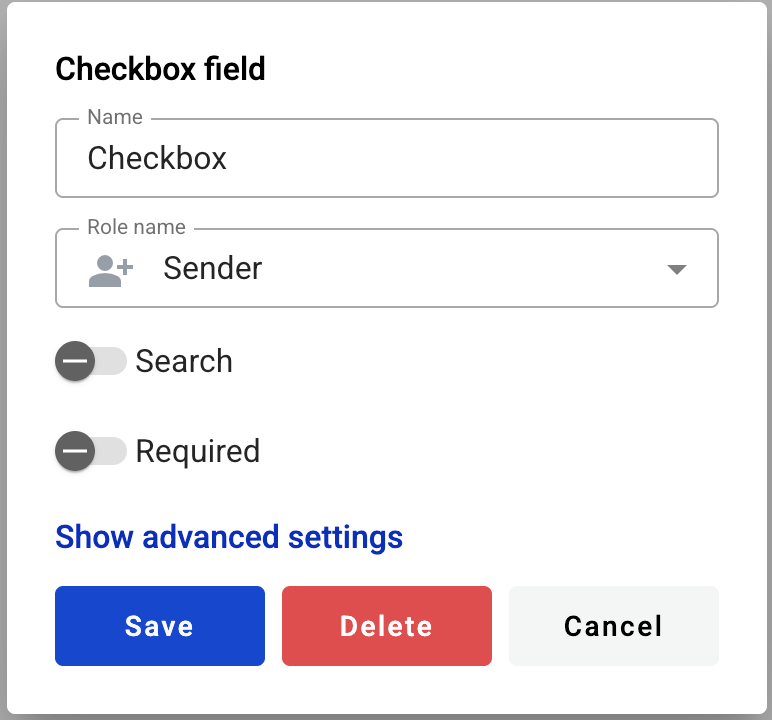 Checkbox field
Name
Checkbox
Role name
Sender
Search
Required
Show advanced settings
Save
Delete
Cancel